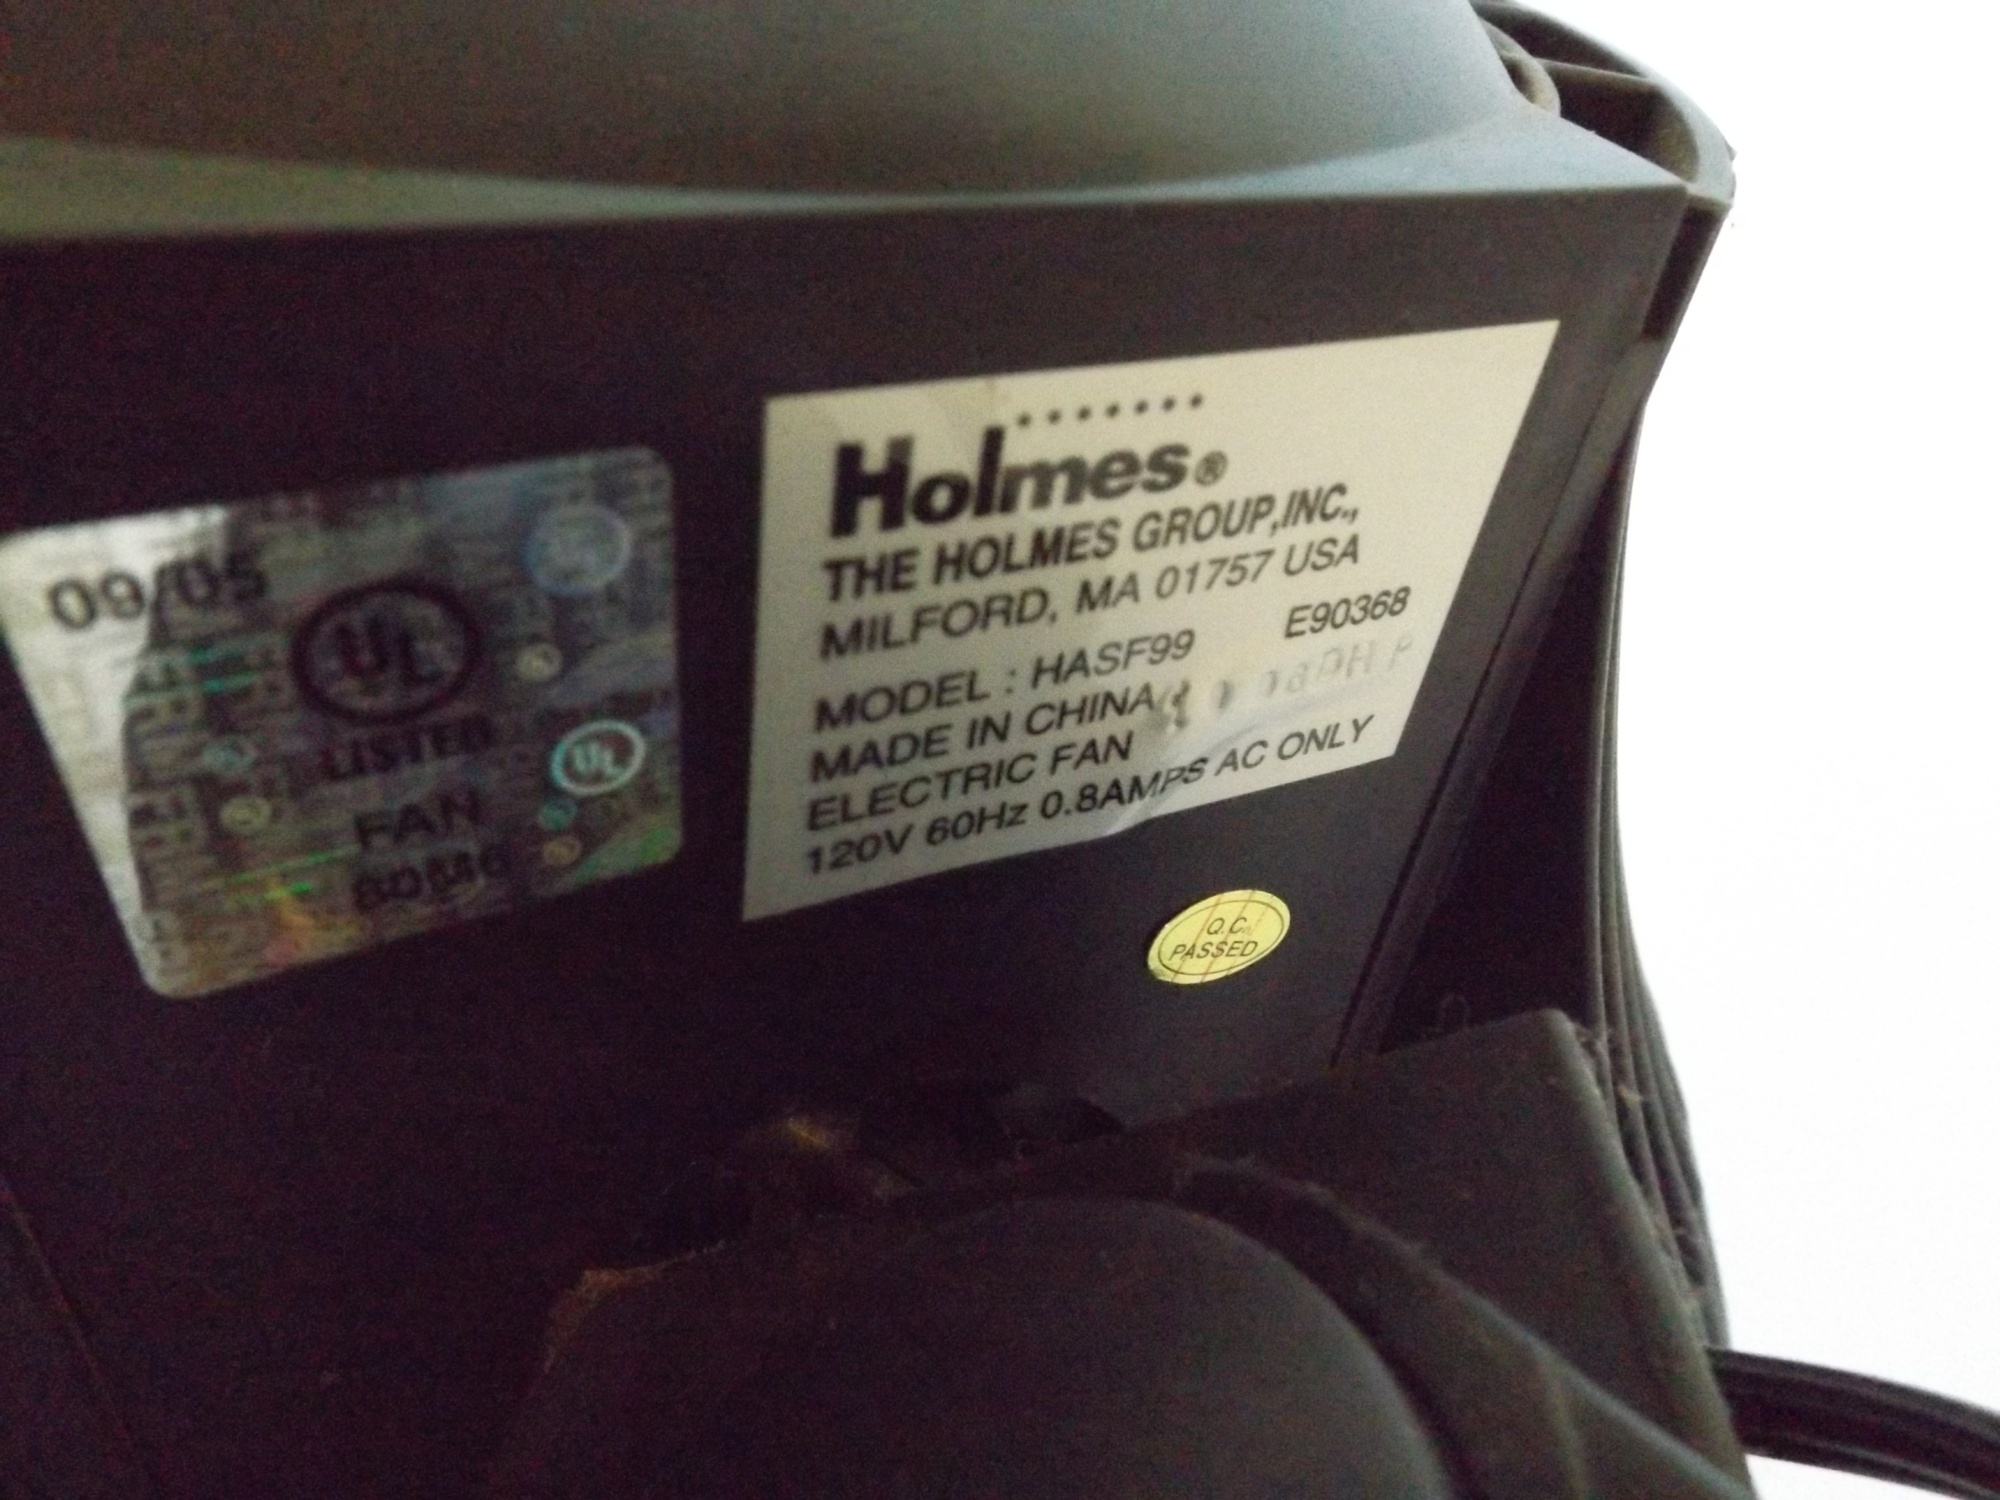 09/05
UL
LISTED
FAN
UL
Holmes®
THE HOLMES GROUP,INC.,
MILFORD, MA 01757 USA
E90368
MODEL : HASF99
MADE IN CHINA
ELECTRIC FAN
120V 60Hz 0.8AMPS AC ONLY
Q.C.
PASSED